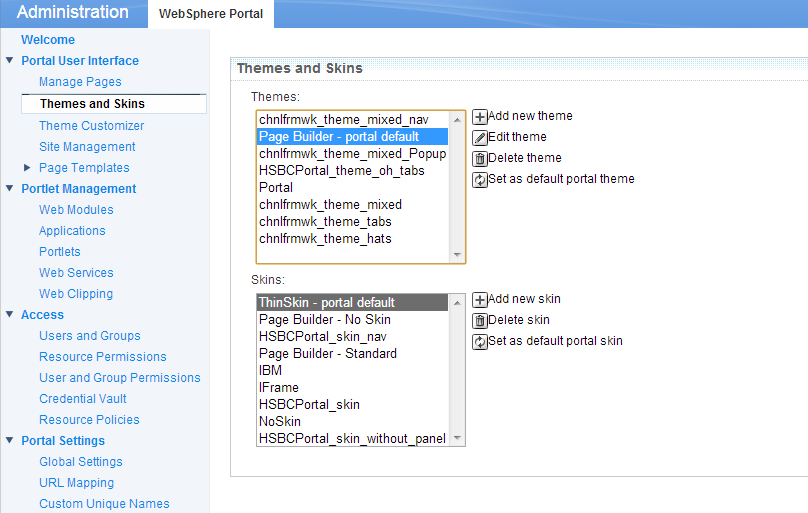 Administration
WebSphere Portal
Welcome
Portal User Interface
Manage Pages
Themes and Skins
Theme Customizer
Site Management
Page Templates
Portlet Management
Web Modules
Applications
Portlets
Web Services
Web Clipping
Access
Users and Groups
Resource Permissions
User and Group Permissions
Credential Vault
Resource Policies
Portal Settings
Global Settings
URL Mapping
Custom Unique Names
Themes and Skins
Themes:
chnlfrmwk_theme_mixed_nav
Page Builder - portal default
chnlfrmwk_theme_mixed_Popup
HSBCPortal_theme_oh_tabs
Portal
chnlfrmwk_theme_mixed
chnlfrmwk_theme_tabs
chnlfrmwk_theme_hats
Add new theme
Edit theme
Delete theme
Set as default portal theme
Skins:
ThinSkin - portal default
Page Builder - No Skin
HSBCPortal_skin_nav
Page Builder - Standard
IBM
IFrame
HSBCPortal_skin
NoSkin
HSBCPortal_skin_without_panel
Add new skin
Delete skin
Set as default portal skin